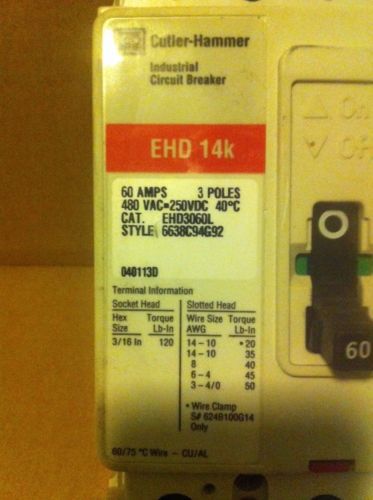 Cutler-Hammer
Industrial
Circuit Breaker
EHD 14k
On
Off
60 AMPS 3 POLES
480 VAC=250VDC 40°C
CAT. EHD3060L
STYLE 6638C94G92
040113D
O
60
Terminal Information
Socket Head Slotted Head
Hex Torque Wire Size Torque
Size Lb-In AWG Lb-In
3/16 In 120 14-10 •20
14-10 35
8 40
6-4 45
3-4/0 50
• Wire Clamp
S# 624B100G14
Only
60/75 °C Wire – CU/AL